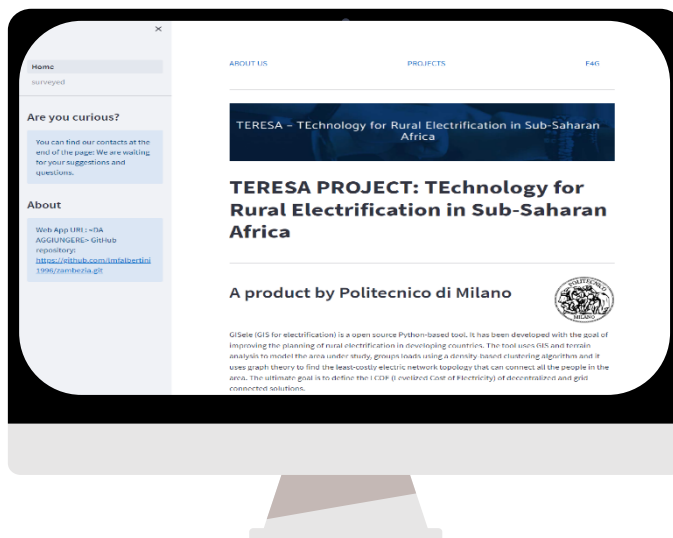 ×
Home
surveyed
Are you curious?
You can find our contacts at the
end of the page: We are waiting
for your suggestions and
questions.
About
Web App URL: <DA
AGGIUNGERE> GitHub
repository:
https://github.com/tmfalbertini
1996/zambezia.git
ABOUT US PROJECTS E4G
TERESA – TEchnology for Rural Electrification in Sub-Saharan
Africa
TERESA PROJECT: TEchnology for
Rural Electrification in Sub-Saharan
Africa
A product by Politecnico di Milano
POLITECNICO
MILANO
GISele (GIS for electrification) is a open source Python-based tool. It has been developed with the goal of
improving the planning of rural electrification in developing countries. The tool uses GIS and terrain
analysis to model the area under study, groups loads using a density-based clustering algorithm and it
uses graph theory to find the least-costly electric network topology that can connect all the people in the
area. The ultimate goal is to define the LCOE (Levelized Cost of Electricity) of decentralized and grid
connected solutions.